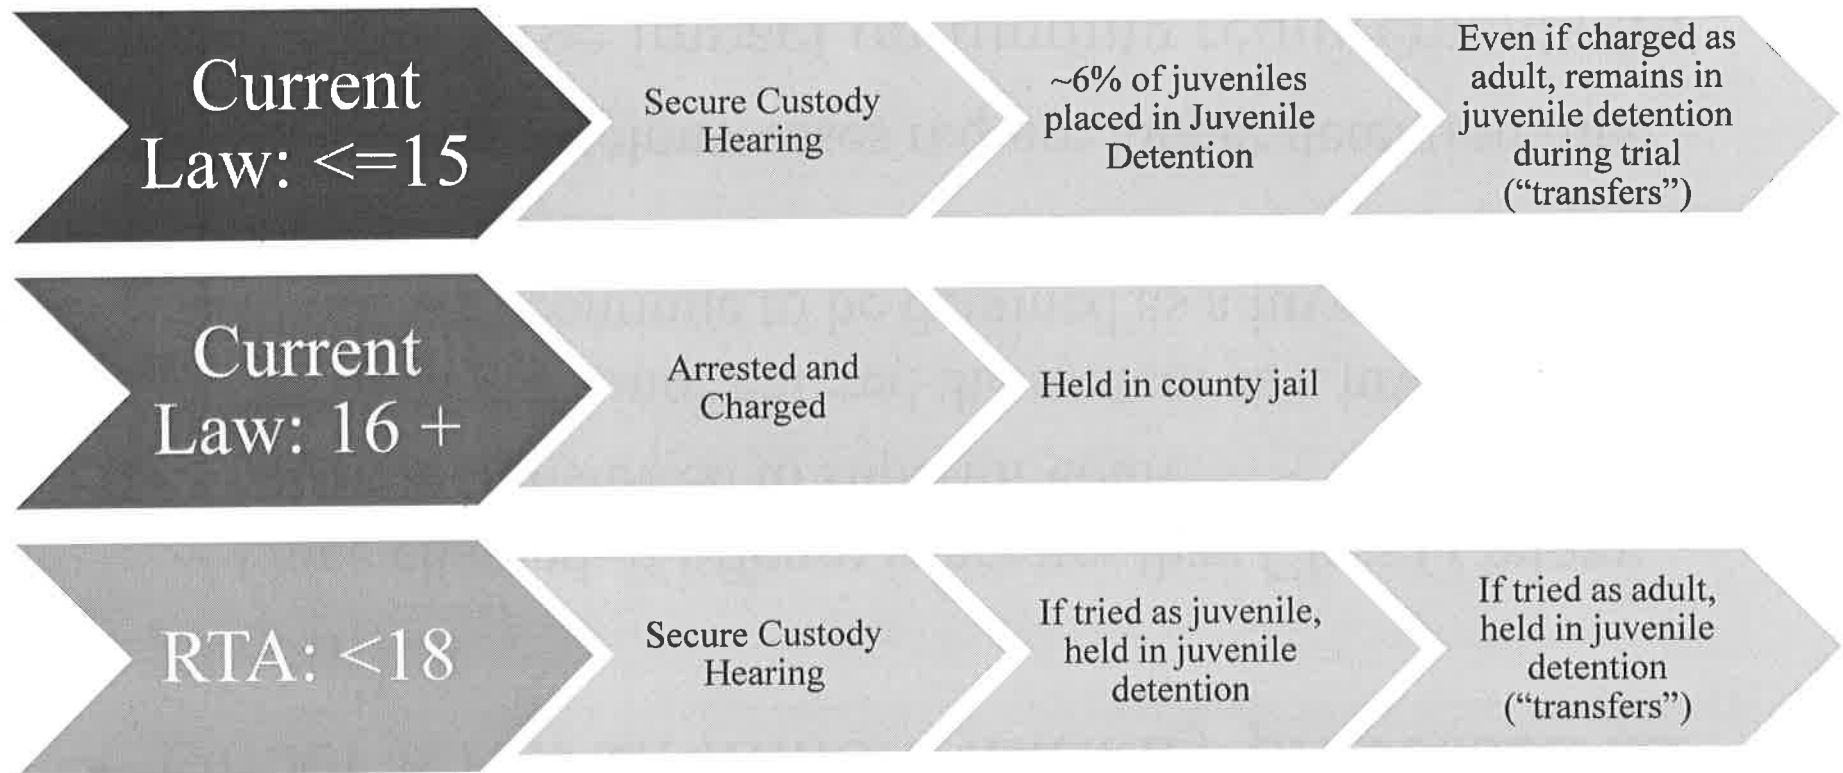 Current
Law: <=15
Secure Custody
Hearing
~6% of juveniles
placed in Juvenile
Detention
Even if charged as
adult, remains in
juvenile detention
during trial
(“transfers”)
Current
Law: 16 +
Arrested and
Charged
Held in county jail
RTA: <18
Secure Custody
Hearing
If tried as juvenile,
held in juvenile
detention
If tried as adult,
held in juvenile
detention
(“transfers”)